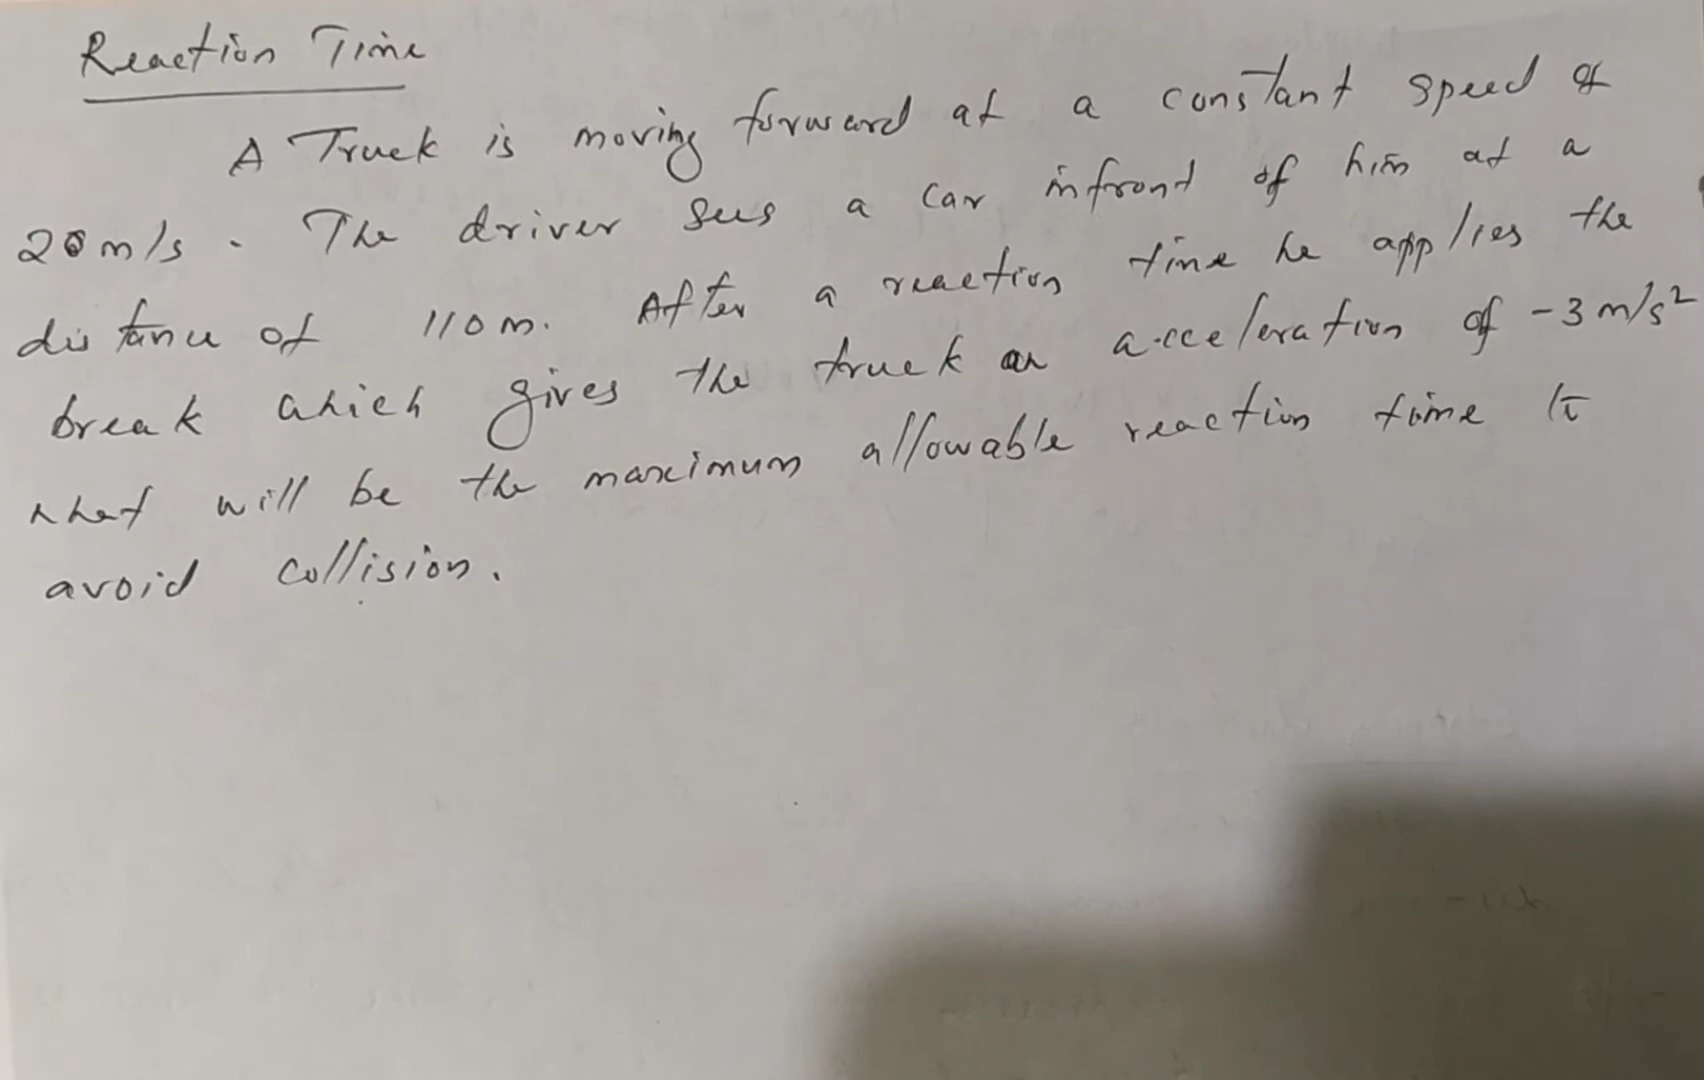 Reaction Time
A Truck is moving forward at a constant speed of
20 m/s. The driver sees a car infront of him at a
distance of 110 m. After a reaction time he applies the
break which gives the truck an acceleration of -3 m/s²
what will be the maximum allowable reaction time to
avoid collision.